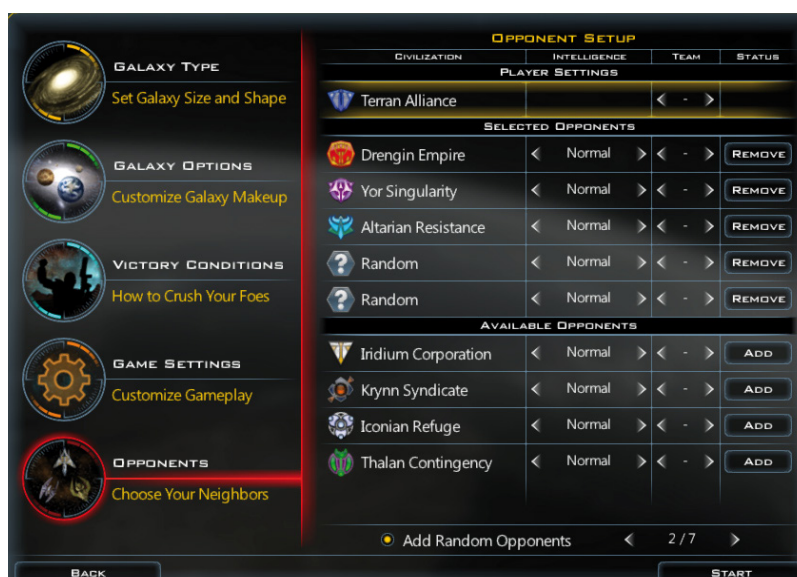 GALAXY TYPE
Set Galaxy Size and Shape
GALAXY OPTIONS
Customize Galaxy Makeup
VICTORY CONDITIONS
How to Crush Your Foes
GAME SETTINGS
Customize Gameplay
OPPONENTS
Choose Your Neighbors
BACK
OPPONENT SETUP
CIVILIZATION INTELLIGENCE TEAM STATUS
PLAYER SETTINGS
Terran Alliance -
SELECTED OPPONENTS
Drengin Empire Normal - REMOVE
Yor Singularity Normal - REMOVE
Altarian Resistance Normal - REMOVE
? Random Normal - REMOVE
? Random Normal - REMOVE
AVAILABLE OPPONENTS
Iridium Corporation Normal - ADD
Krynn Syndicate Normal - ADD
Iconian Refuge Normal - ADD
Thalan Contingency Normal - ADD
Add Random Opponents 2/7
START